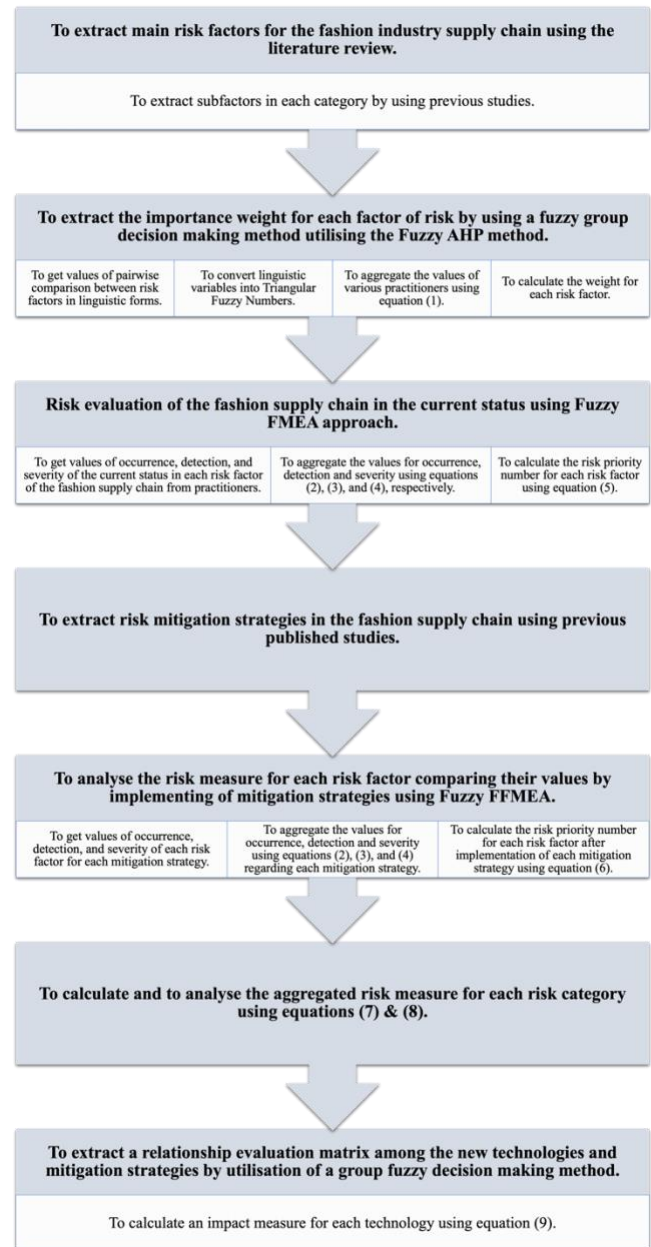 To extract main risk factors for the fashion industry supply chain using the
literature review.
To extract subfactors in each category by using previous studies.
To extract the importance weight for each factor of risk by using a fuzzy group
decision making method utilising the Fuzzy AHP method.
To get values of pairwise
comparison between risk
factors in linguistic forms.
To convert linguistic
variables into Triangular
Fuzzy Numbers.
To aggregate the values of
various practitioners using
equation (1).
To calculate the weight for
each risk factor.
Risk evaluation of the fashion supply chain in the current status using Fuzzy
FMEA approach.
To get values of occurrence, detection, and
severity of the current status in each risk factor
of the fashion supply chain from practitioners.
To aggregate the values for occurrence,
detection and severity using equations
(2), (3), and (4), respectively.
To calculate the risk priority
number for each risk factor
using equation (5).
To extract risk mitigation strategies in the fashion supply chain using previous
published studies.
To analyse the risk measure for each risk factor comparing their values by
implementing of mitigation strategies using Fuzzy FFMEA.
To get values of occurrence,
detection, and severity of each risk
factor for each mitigation strategy.
To aggregate the values for
occurrence, detection and severity
using equations (2), (3), and (4)
regarding each mitigation strategy.
To calculate the risk priority number
for each risk factor after
implementation of each mitigation
strategy using equation (6).
To calculate and to analyse the aggregated risk measure for each risk category
using equations (7) & (8).
To extract a relationship evaluation matrix among the new technologies and
mitigation strategies by utilisation of a group fuzzy decision making method.
To calculate an impact measure for each technology using equation (9).